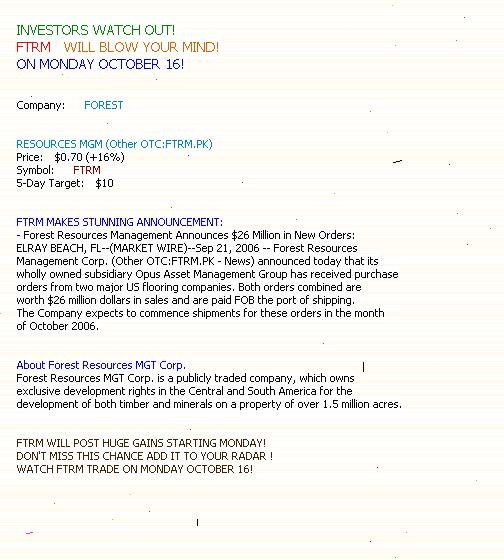 INVESTORS WATCH OUT!
FTRM WILL BLOW YOUR MIND!
ON MONDAY OCTOBER 16!
Company: FOREST
RESOURCES MGM (Other OTC:FTRM.PK)
Price: $0.70 (+16%)
Symbol: FTRM
5-Day Target: $10
FTRM MAKES STUNNING ANNOUNCEMENT:
- Forest Resources Management Announces $26 Million in New Orders:
ELRAY BEACH, FL--(MARKET WIRE)--Sep 21, 2006 -- Forest Resources
Management Corp. (Other OTC:FTRM.PK - News) announced today that its
wholly owned subsidiary Opus Asset Management Group has received purchase
orders from two major US flooring companies. Both orders combined are
worth $26 million dollars in sales and are paid FOB the port of shipping.
The Company expects to commence shipments for these orders in the month
of October 2006.
About Forest Resources MGT Corp.
Forest Resources MGT Corp. is a publicly traded company, which owns
exclusive development rights in the Central and South America for the
development of both timber and minerals on a property of over 1.5 million acres.
FTRM WILL POST HUGE GAINS STARTING MONDAY!
DON'T MISS THIS CHANCE ADD IT TO YOUR RADAR !
WATCH FTRM TRADE ON MONDAY OCTOBER 16!